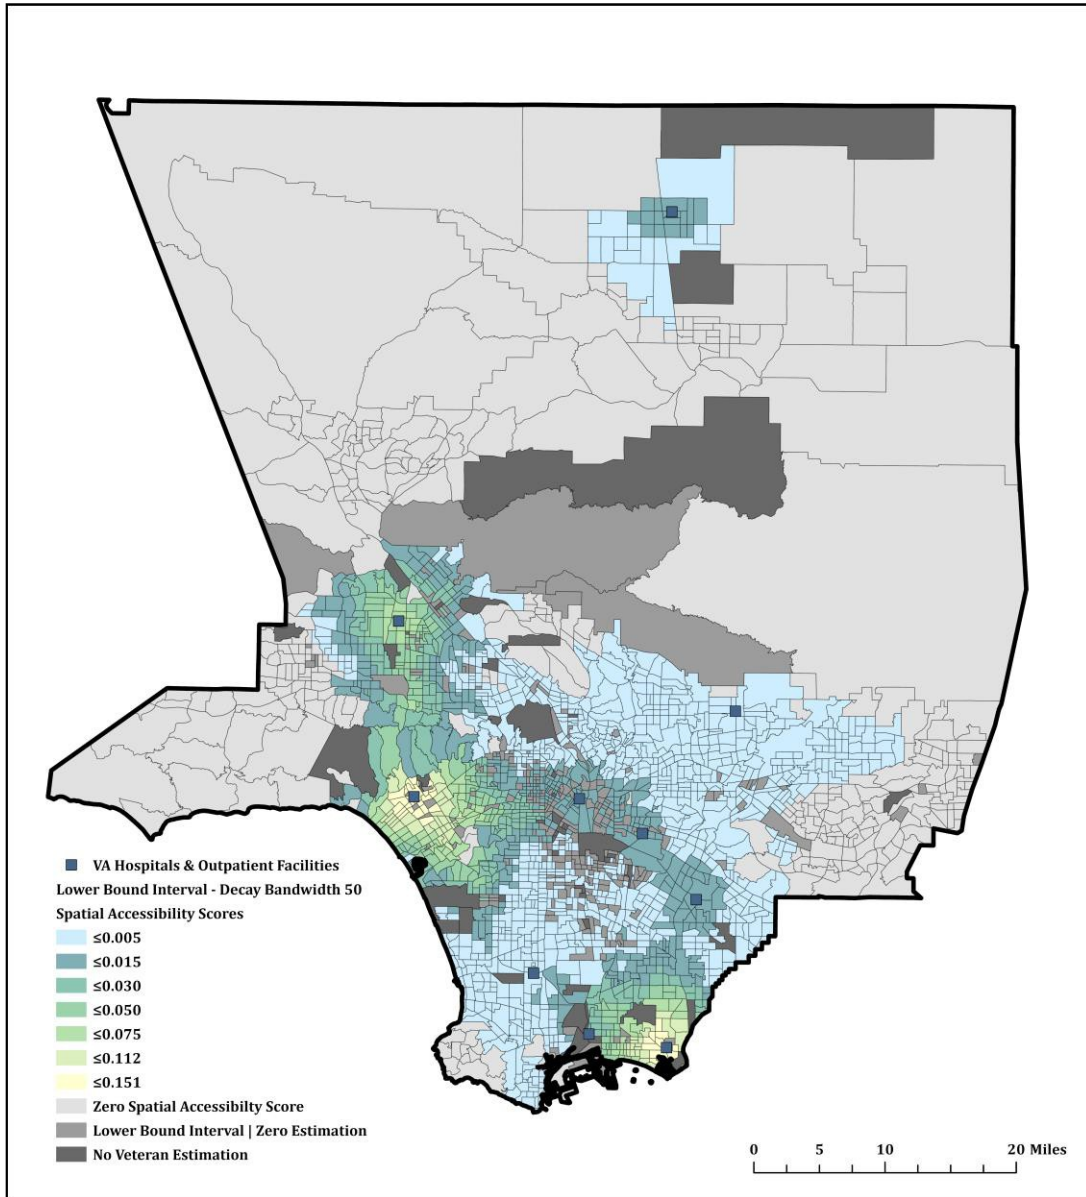 VA Hospitals & Outpatient Facilities
Lower Bound Interval - Decay Bandwidth 50
Spatial Accessibility Scores
≤0.005
≤0.015
≤0.030
≤0.050
≤0.075
≤0.112
≤0.151
Zero Spatial Accessibilty Score
Lower Bound Interval | Zero Estimation
No Veteran Estimation
0 5 10 20 Miles